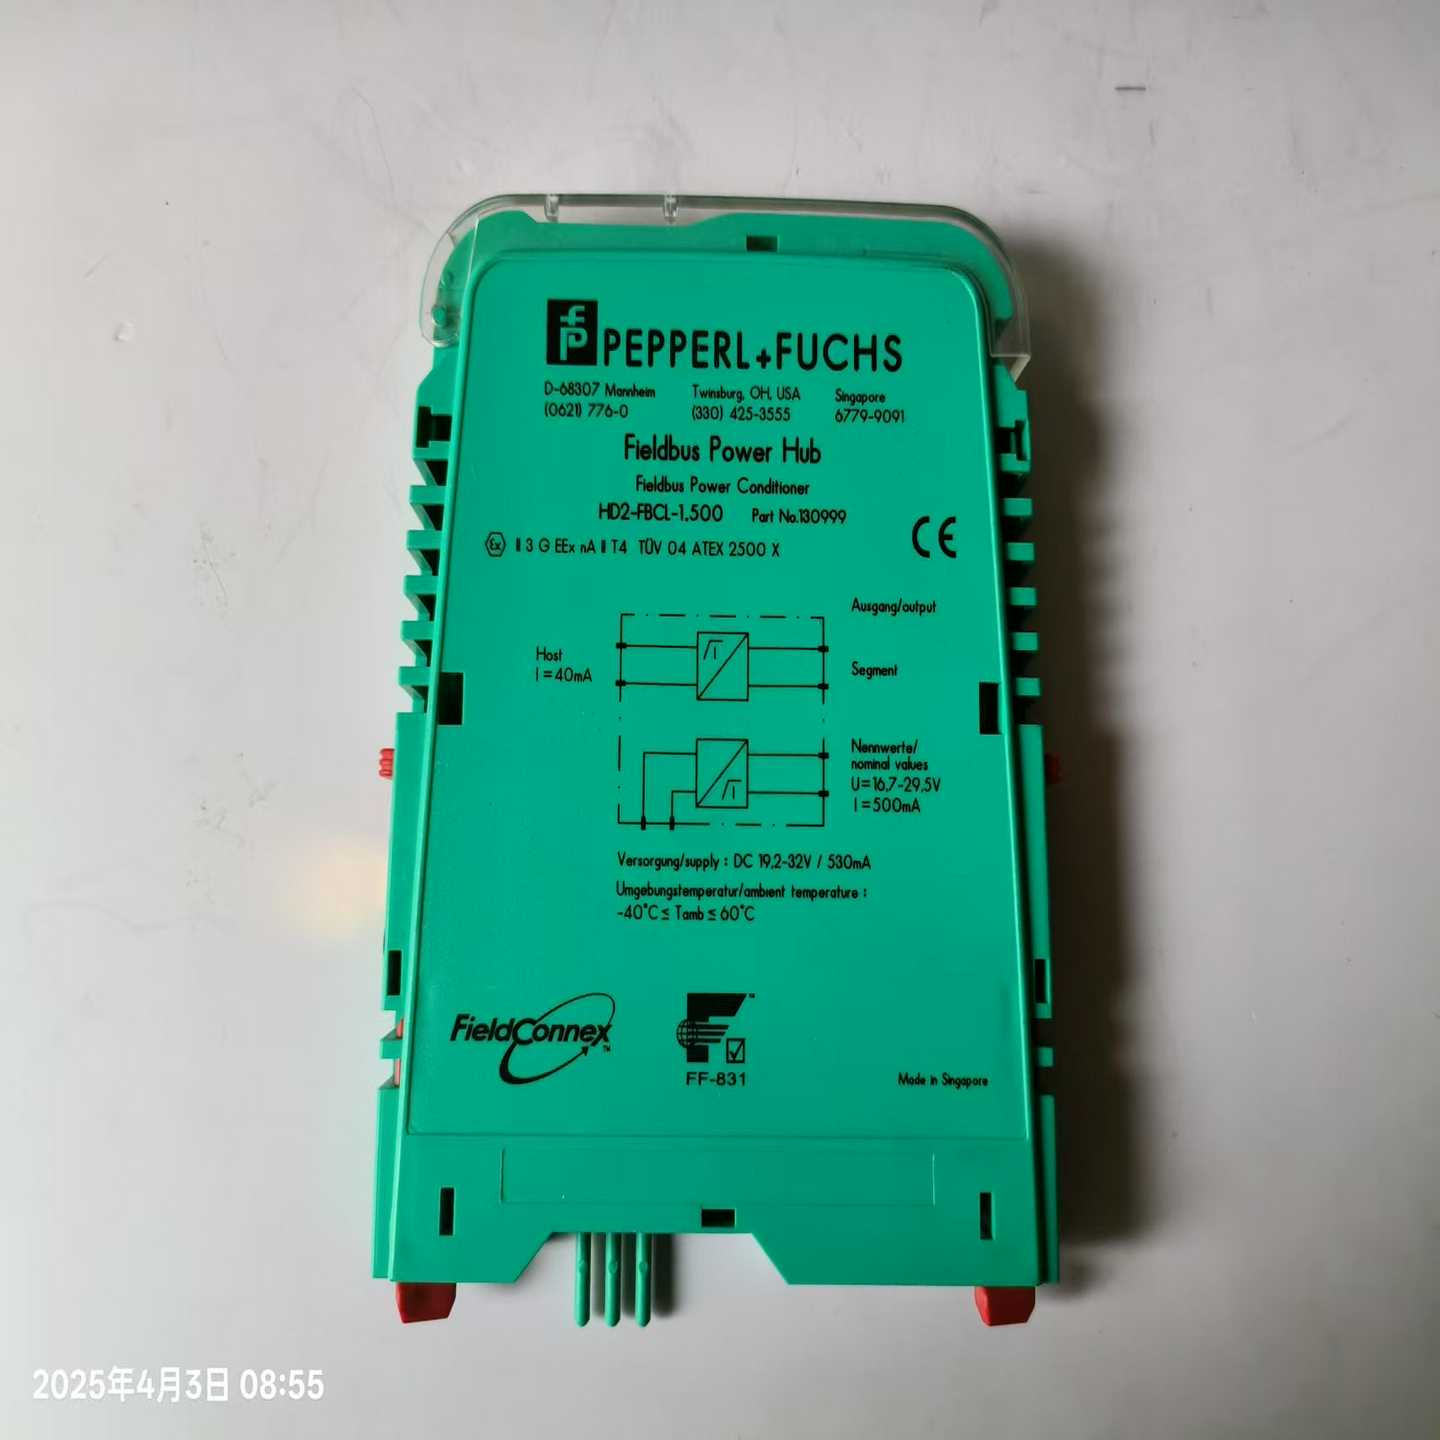 fp PEPPERL+FUCHS
D-68307 Mannheim Twinsburg, OH, USA Singapore
(0621) 776-0 (330) 425-3555 6779-9091
Fieldbus Power Hub
Fieldbus Power Conditioner
HD2-FBCL-1.500 Part No.130999
Ex II 3 G EEx nA II T4 TÜV 04 ATEX 2500 X CE
Ausgang/output
Host
I=40mA
Segment
Nennwerte/
nominal values
U=16,7-29,5V
I=500mA
Versorgung/supply : DC 19,2-32V / 530mA
Umgebungstemperatur/ambient temperature :
-40°C ≤ Tamb ≤ 60°C
FieldConnex™
F™
FF-831
Made in Singapore
2025年4月3日 08:55